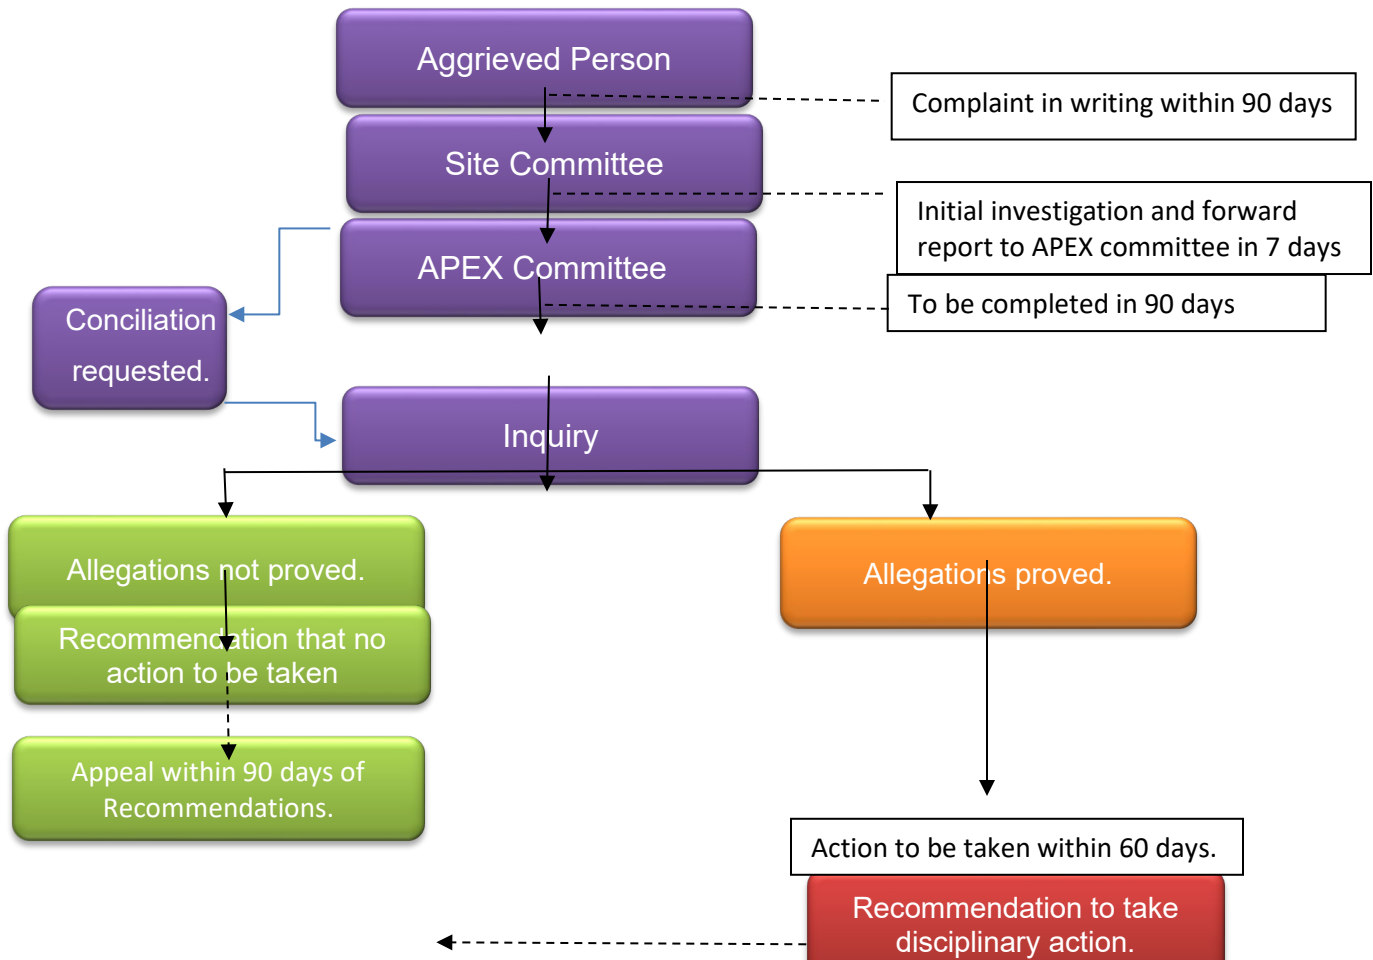 Aggrieved Person
Complaint in writing within 90 days
Site Committee
Initial investigation and forward
report to APEX committee in 7 days
APEX Committee
To be completed in 90 days
Conciliation
requested.
Inquiry
Allegations not proved.
Allegations proved.
Recommendation that no
action to be taken
Appeal within 90 days of
Recommendations.
Action to be taken within 60 days.
Recommendation to take
disciplinary action.